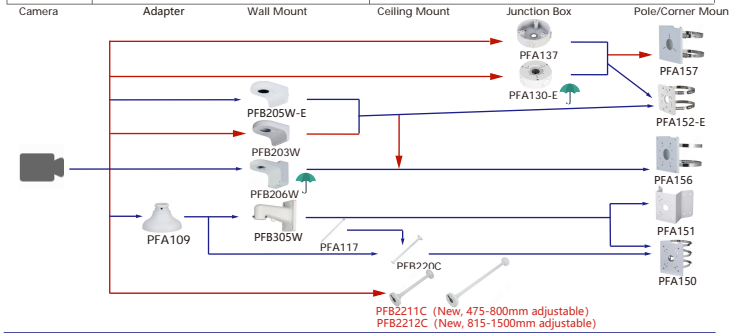 Camera Adapter Wall Mount Ceiling Mount Junction Box Pole/Corner Moun
PFA137
PFA157
PFA130-E
PFB205W-E
PFA152-E
PFB203W
PFA156
PFB206W
PFA109
PFB305W
PFA117
PFA151
PFB220C
PFA150
PFB2211C (New, 475-800mm adjustable)
PFB2212C (New, 815-1500mm adjustable)